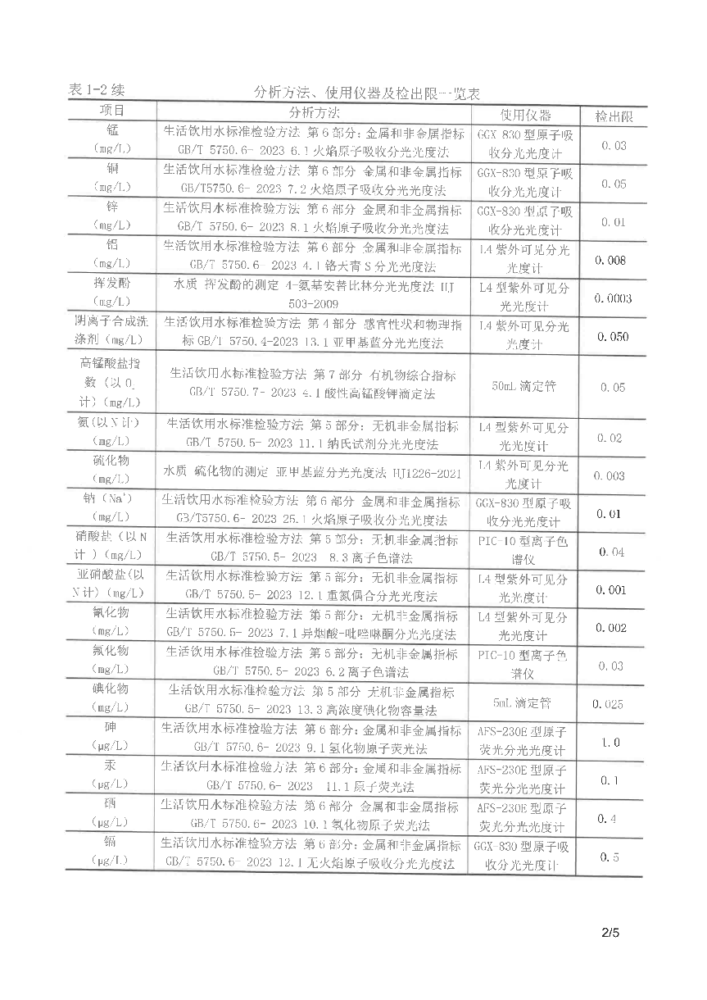 表1-2 续
分析方法、使用仪器及检出限一览表
项目 分析方法 使用仪器 检出限
锰 生活饮用水标准检验方法 第6部分:金属和非金属指标 GGX-830型原子吸
(mg/L) GB/T 5750.6- 2023 6.1火焰原子吸收分光光度法 收分光光度计 0.03
铜 生活饮用水标准检验方法 第6部分 金属和非金属指标 GGX-830型原子吸
(mg/L) GB/T5750.6- 2023 7.2火焰原子吸收分光光度法 收分光光度计 0.05
锌 生活饮用水标准检验方法 第6部分 金属和非金属指标 GGX-830型原子吸
(mg/L) GB/T 5750.6- 2023 8.1火焰原子吸收分光光度法 收分光光度计 0.01
铝 生活饮用水标准检验方法 第6部分 金属和非金属指标 L4紫外可见分光
(mg/L) GB/T 5750.6- 2023 4.1铬天青S分光光度法 光度计 0.008
挥发酚 水质 挥发酚的测定 4-氨基安替比林分光光度法 HJ L4型紫外可见分
(mg/L) 503-2009 光光度计 0.0003
阴离子合成洗 生活饮用水标准检验方法 第4部分 感官性状和物理指 L4紫外可见分光
涤剂(mg/L) 标GB/T 5750.4-2023 13.1亚甲基蓝分光光度法 光度计 0.050
高锰酸盐指
数(以O₂ 生活饮用水标准检验方法 第7部分 有机物综合指标 50mL滴定管 0.05
计)(mg/L) GB/T 5750.7- 2023 4.1酸性高锰酸钾滴定法
氨(以N计) 生活饮用水标准检验方法 第5部分:无机非金属指标 L4型紫外可见分
(mg/L) GB/T 5750.5- 2023 11.1纳氏试剂分光光度法 光光度计 0.02
硫化物 水质 硫化物的测定 亚甲基蓝分光光度法 HJ1226-2021 L4紫外可见分光
(mg/L) 光度计 0.003
钠(Na⁺) 生活饮用水标准检验方法 第6部分 金属和非金属指标 GGX-830型原子吸
(mg/L) GB/T5750.6- 2023 25.1火焰原子吸收分光光度法 收分光光度计 0.01
硝酸盐(以N 生活饮用水标准检验方法 第5部分:无机非金属指标 PIC-10型离子色
计)(mg/L) GB/T 5750.5- 2023 8.3离子色谱法 谱仪 0.04
亚硝酸盐(以 生活饮用水标准检验方法 第5部分:无机非金属指标 L4型紫外可见分
N计)(mg/L) GB/T 5750.5- 2023 12.1重氮偶合分光光度法 光光度计 0.001
氰化物 生活饮用水标准检验方法 第5部分:无机非金属指标 L4型紫外可见分
(mg/L) GB/T 5750.5- 2023 7.1异烟酸-吡唑啉酮分光光度法 光光度计 0.002
氟化物 生活饮用水标准检验方法 第5部分:无机非金属指标 PIC-10型离子色
(mg/L) GB/T 5750.5- 2023 6.2离子色谱法 谱仪 0.03
碘化物 生活饮用水标准检验方法 第5部分 无机非金属指标
(mg/L) GB/T 5750.5- 2023 13.3高浓度碘化物容量法 5mL滴定管 0.025
砷 生活饮用水标准检验方法 第6部分:金属和非金属指标 AFS-230E型原子
(μg/L) GB/T 5750.6- 2023 9.1氢化物原子荧光法 荧光分光光度计 1.0
汞 生活饮用水标准检验方法 第6部分:金属和非金属指标 AFS-230E型原子
(μg/L) GB/T 5750.6- 2023 11.1原子荧光法 荧光分光光度计 0.1
硒 生活饮用水标准检验方法 第6部分 金属和非金属指标 AFS-230E型原子
(μg/L) GB/T 5750.6- 2023 10.1氢化物原子荧光法 荧光分光光度计 0.4
镉 生活饮用水标准检验方法 第6部分:金属和非金属指标 GGX-830型原子吸
(μg/L) GB/T 5750.6- 2023 12.1无火焰原子吸收分光光度法 收分光光度计 0.5
2/5